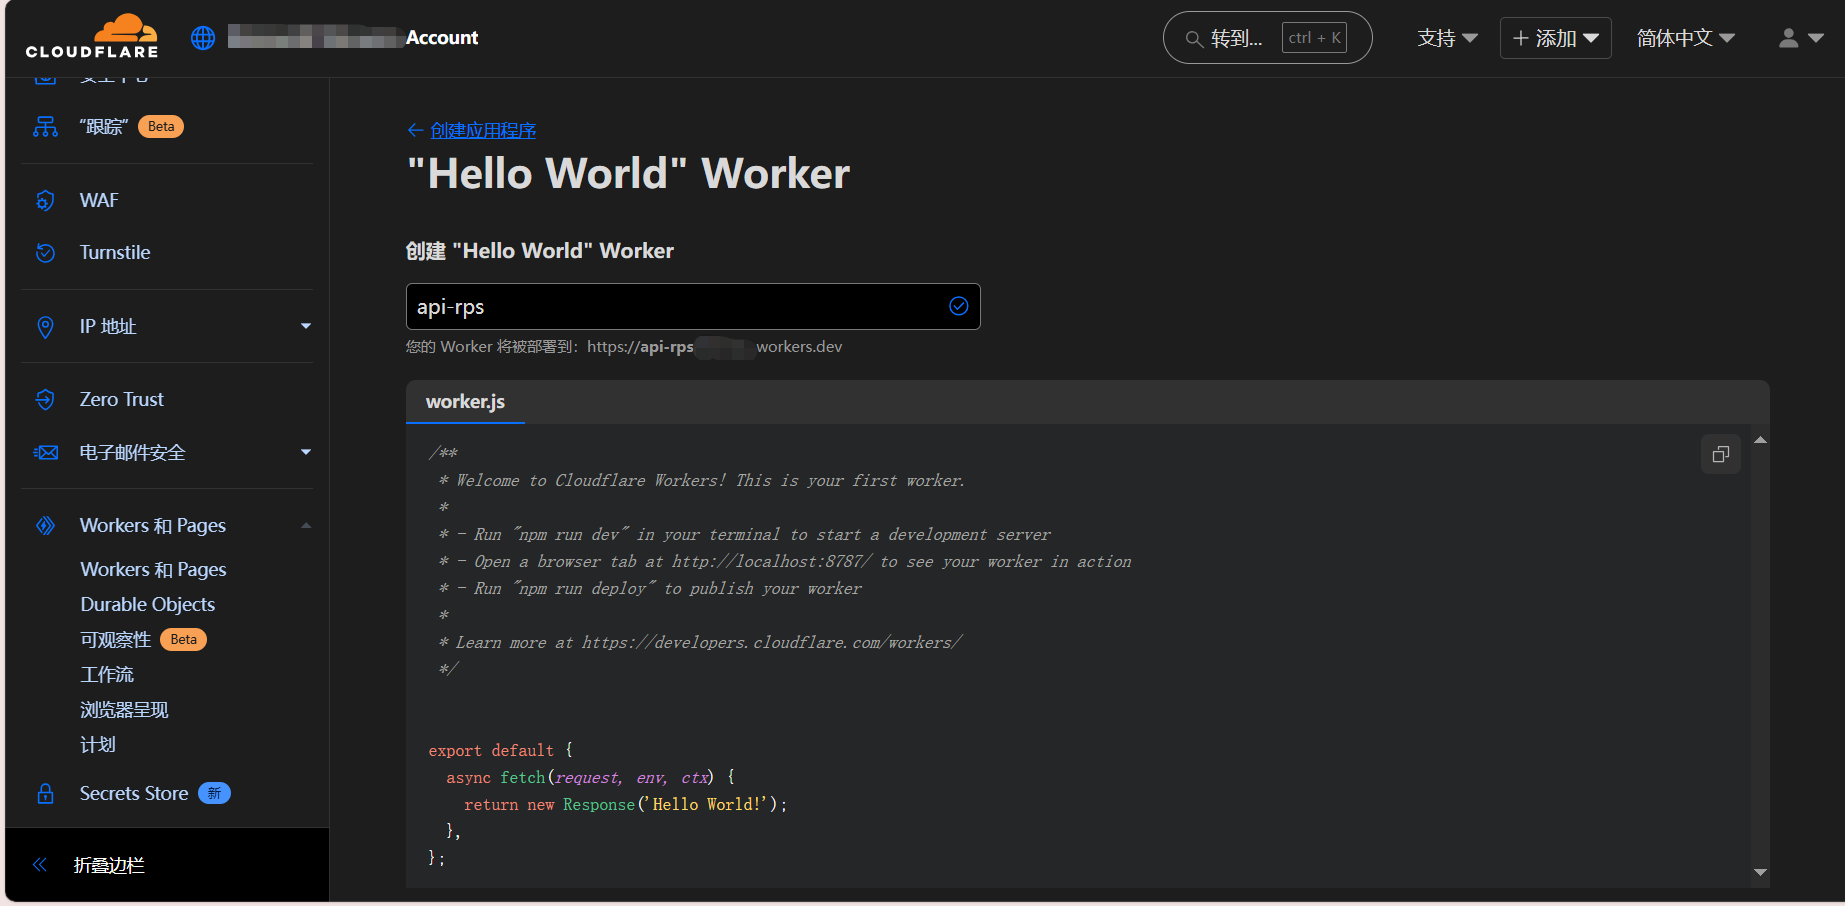 CLOUDFLARE
Account
转到... ctrl + K
支持
+ 添加
简体中文
“跟踪” Beta
WAF
Turnstile
IP 地址
Zero Trust
电子邮件安全
Workers 和 Pages
Workers 和 Pages
Durable Objects
可观察性 Beta
工作流
浏览器呈现
计划
Secrets Store 新
折叠边栏
← 创建应用程序
"Hello World" Worker
创建 "Hello World" Worker
api-rps
您的 Worker 将被部署到：https://api-rps workers.dev
worker.js
/**
 * Welcome to Cloudflare Workers! This is your first worker.
 *
 * - Run "npm run dev" in your terminal to start a development server
 * - Open a browser tab at http://localhost:8787/ to see your worker in action
 * - Run "npm run deploy" to publish your worker
 *
 * Learn more at https://developers.cloudflare.com/workers/
 */
export default {
  async fetch(request, env, ctx) {
    return new Response('Hello World!');
  },
};